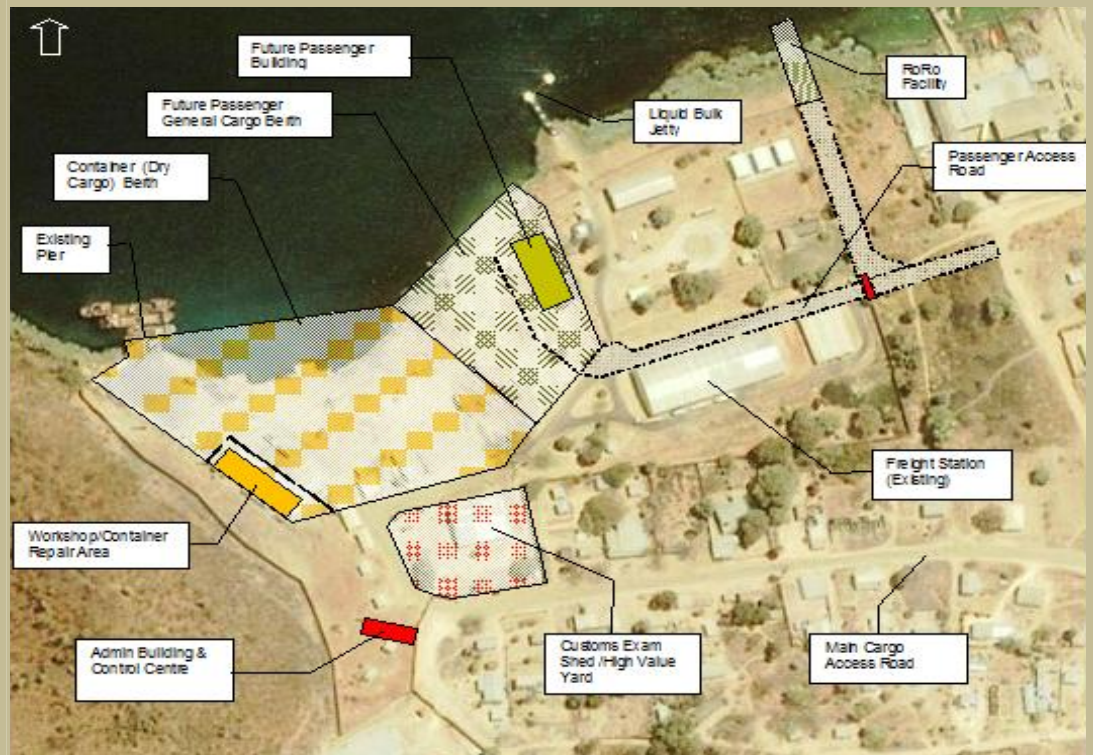 Future Passenger
Building
Future Passenger
General Cargo Berth
Container (Dry
Cargo) Berth
Existing
Pier
Liquid Bulk
Jetty
RoRo
Facility
Passenger Access
Road
Freight Station
(Existing)
Workshop/Container
Repair Area
Admin Building &
Control Centre
Customs Exam
Shed /High Value
Yard
Main Cargo
Access Road